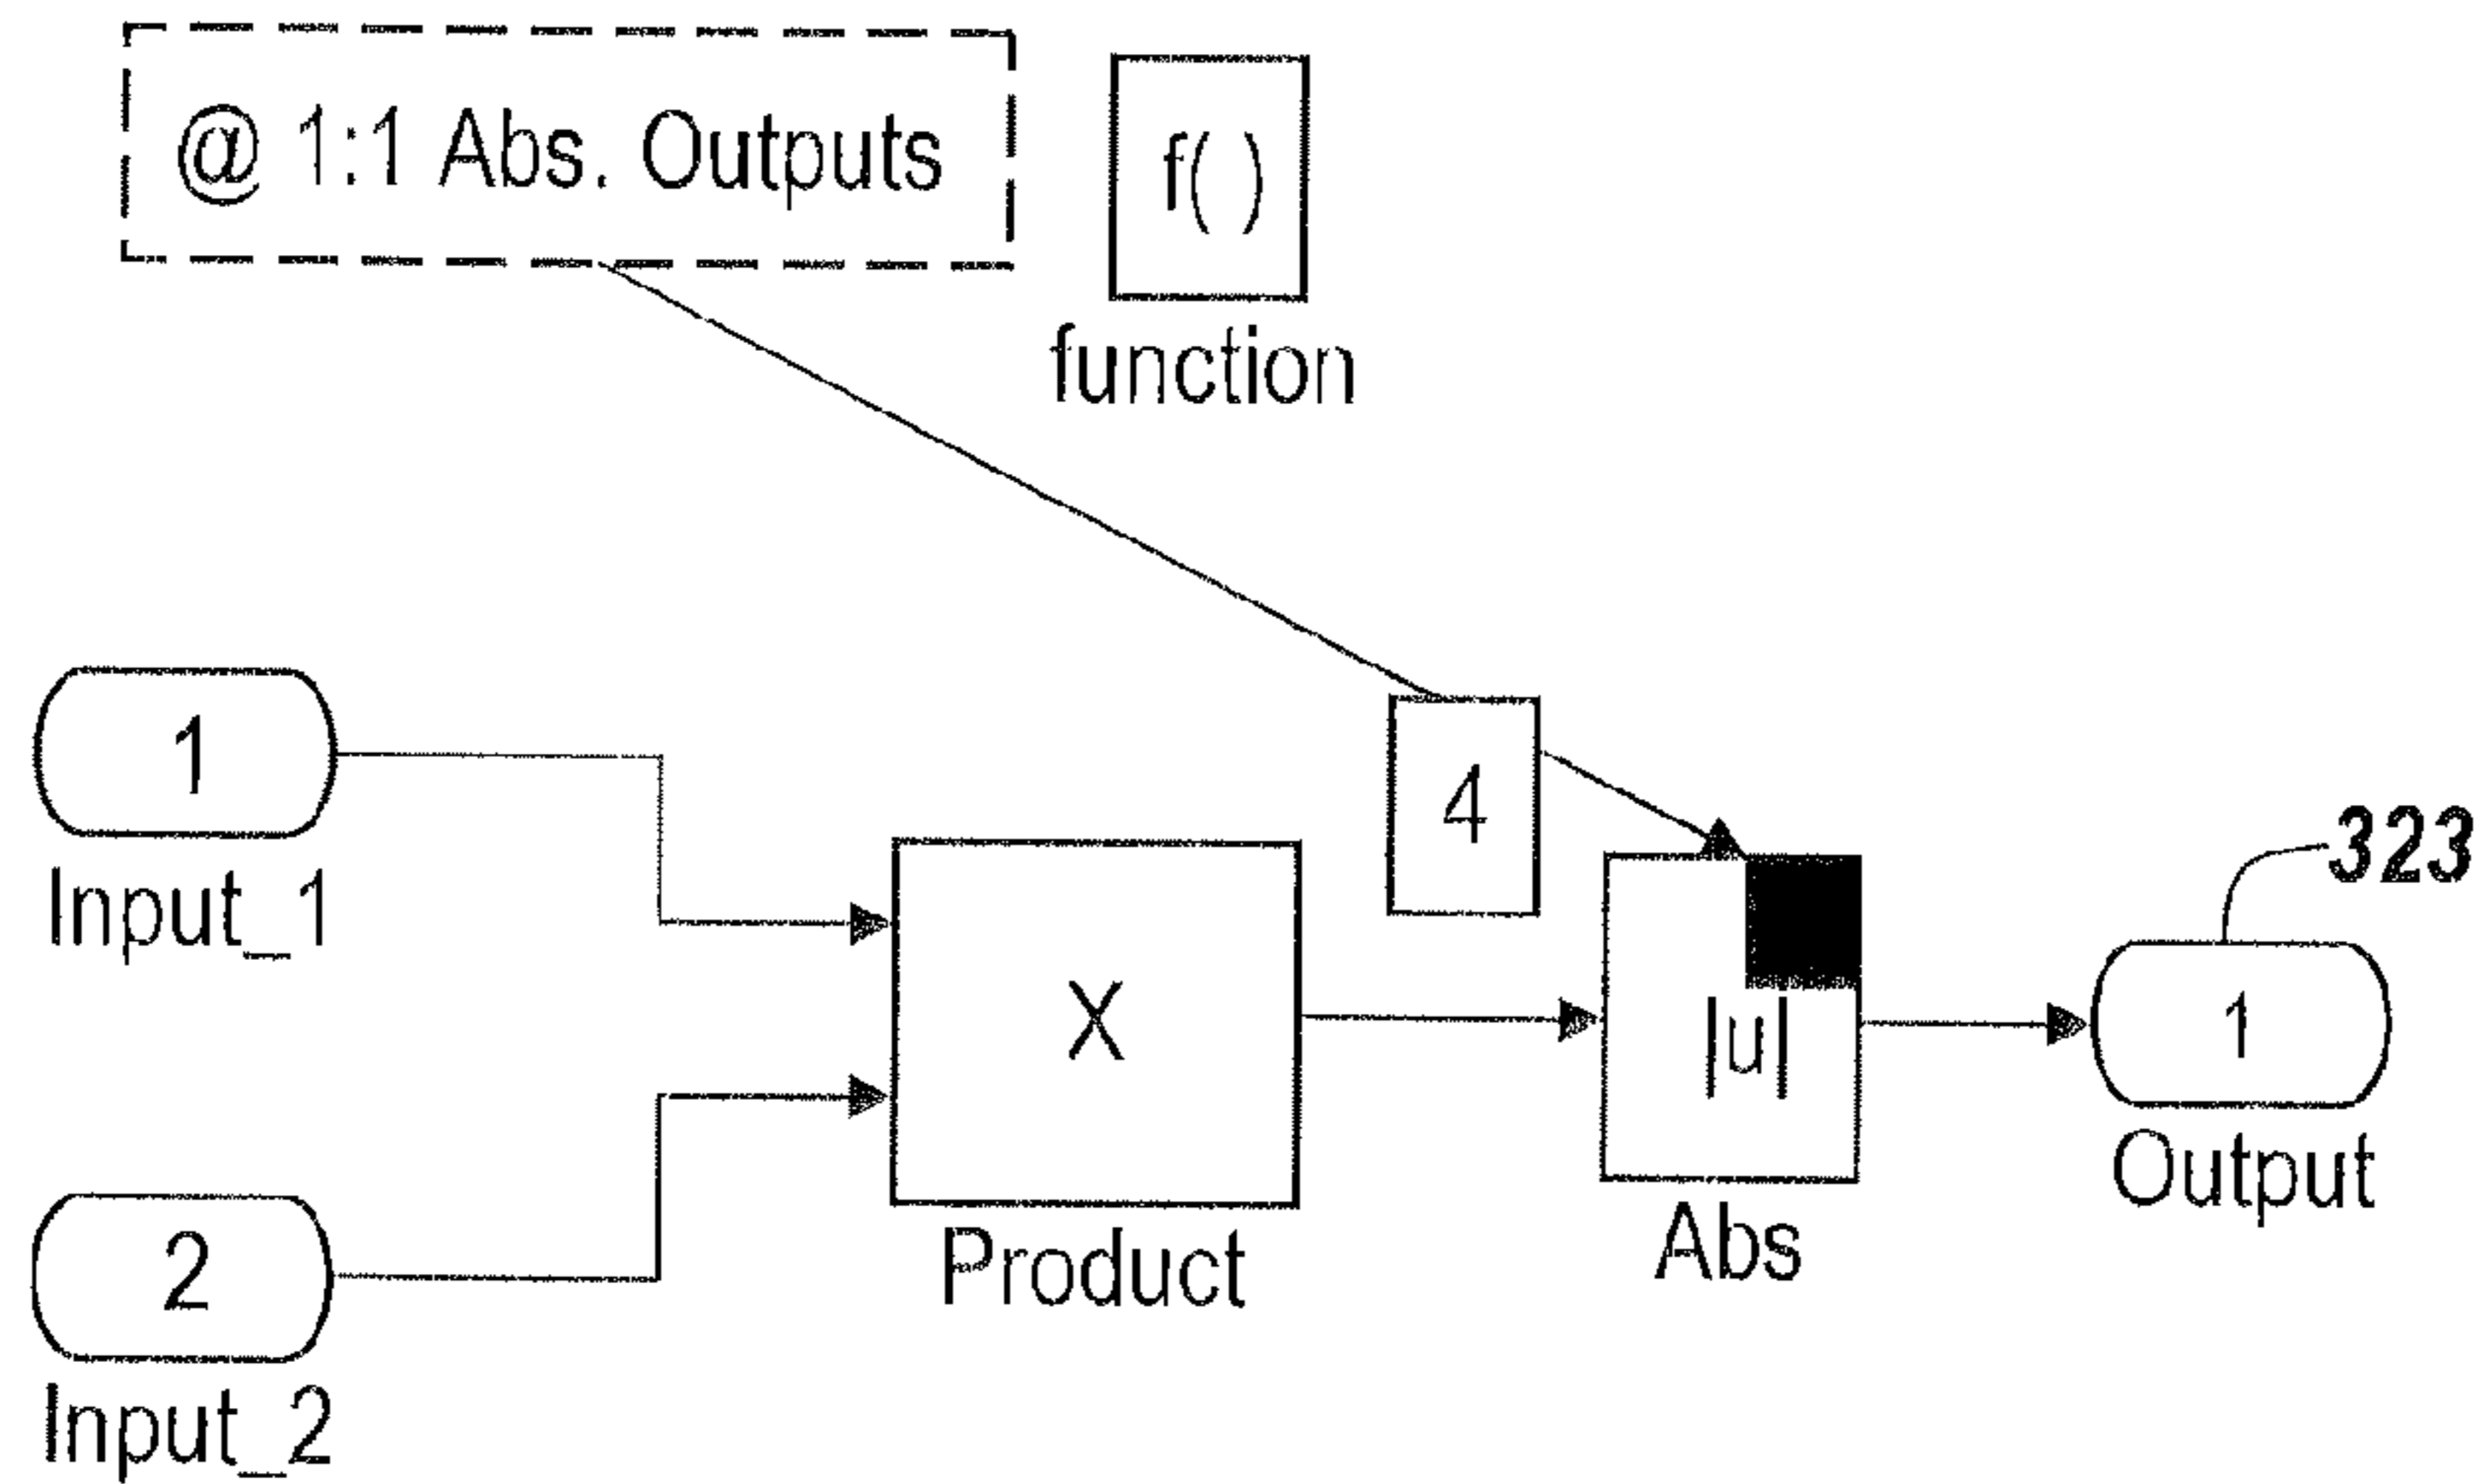 @ 1:1 Abs. Outputs
f( )
function
1
Input_1
4
323
X
|u|
1
Output
Product
Abs
2
Input_2